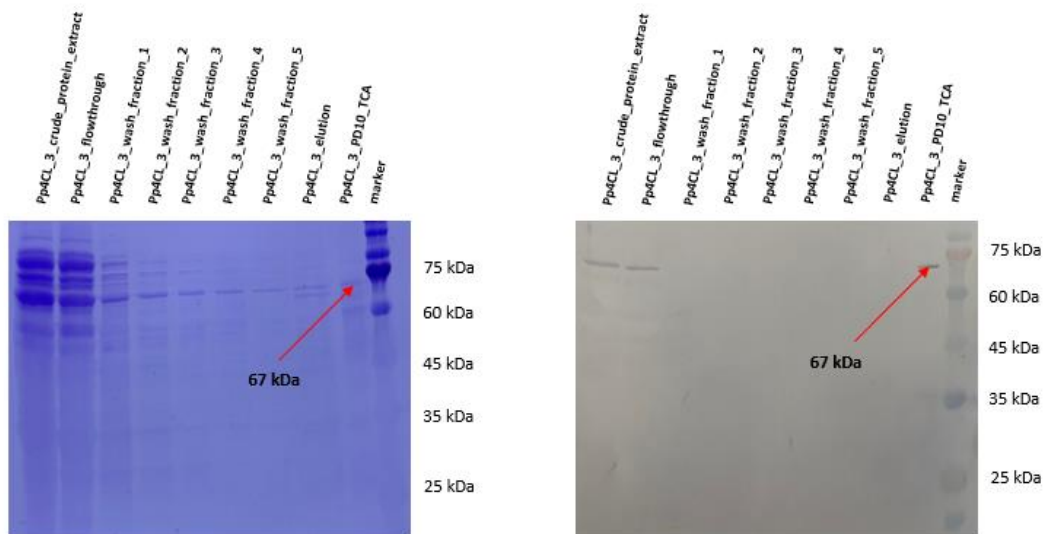 Pp4CL_3_crude_protein_extract
Pp4CL_3_flowthrough
Pp4CL_3_wash_fraction_1
Pp4CL_3_wash_fraction_2
Pp4CL_3_wash_fraction_3
Pp4CL_3_wash_fraction_4
Pp4CL_3_wash_fraction_5
Pp4CL_3_elution
Pp4CL_3_PD10_TCA
marker
75 kDa
60 kDa
45 kDa
35 kDa
25 kDa
67 kDa
Pp4CL_3_crude_protein_extract
Pp4CL_3_flowthrough
Pp4CL_3_wash_fraction_1
Pp4CL_3_wash_fraction_2
Pp4CL_3_wash_fraction_3
Pp4CL_3_wash_fraction_4
Pp4CL_3_wash_fraction_5
Pp4CL_3_elution
Pp4CL_3_PD10_TCA
marker
75 kDa
60 kDa
45 kDa
35 kDa
25 kDa
67 kDa